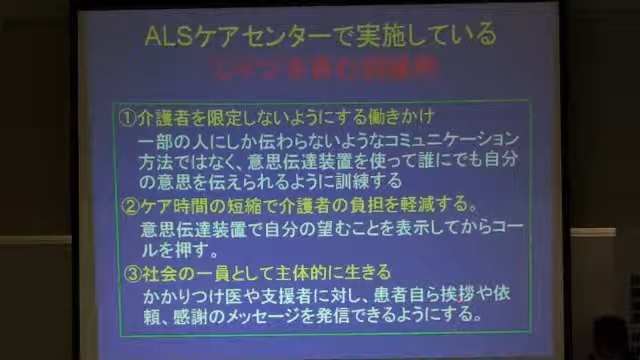 ALSケアセンターで実施している
①介護者を限定しないようにする働きかけ
一部の人にしか伝わらないようなコミュニケーション
方法ではなく、意思伝達装置を使って誰にでも自分
の意思を伝えられるように訓練する
②ケア時間の短縮で介護者の負担を軽減する。
意思伝達装置で自分の望むことを表示してからコー
ルを押す。
③社会の一員として主体的に生きる
かかりつけ医や支援者に対し、患者自ら挨拶や依
頼、感謝のメッセージを発信できるようにする。